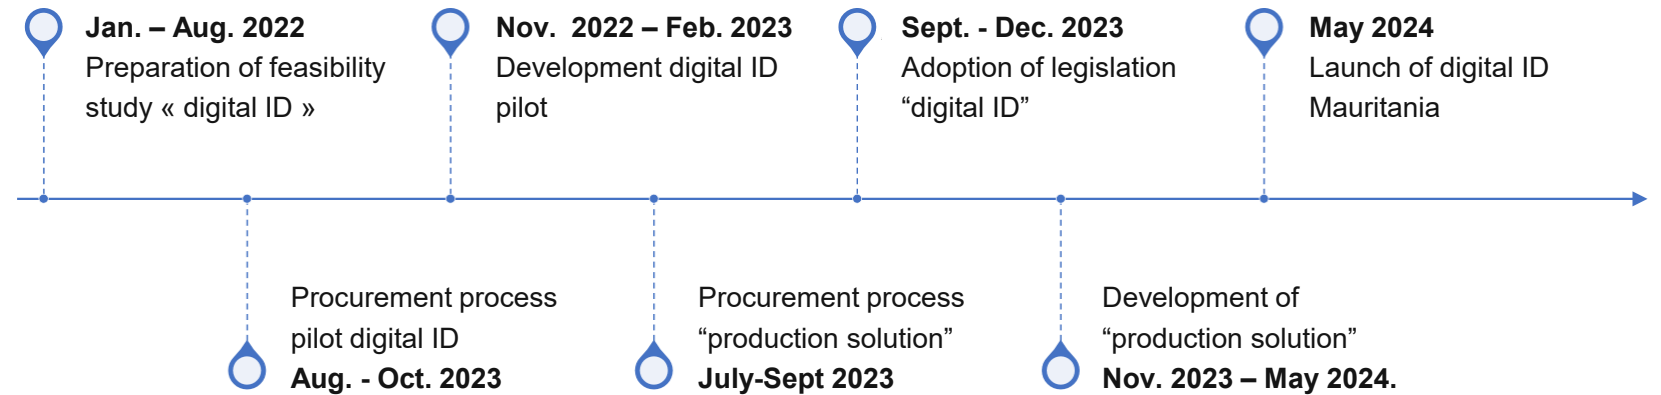 Jan. – Aug. 2022
Preparation of feasibility
study « digital ID »
Nov.  2022 – Feb. 2023
Development digital ID
pilot
Sept. - Dec. 2023
Adoption of legislation
“digital ID”
May 2024
Launch of digital ID
Mauritania
Procurement process
pilot digital ID
Aug. - Oct. 2023
Procurement process
“production solution”
July-Sept 2023
Development of
“production solution”
Nov. 2023 – May 2024.